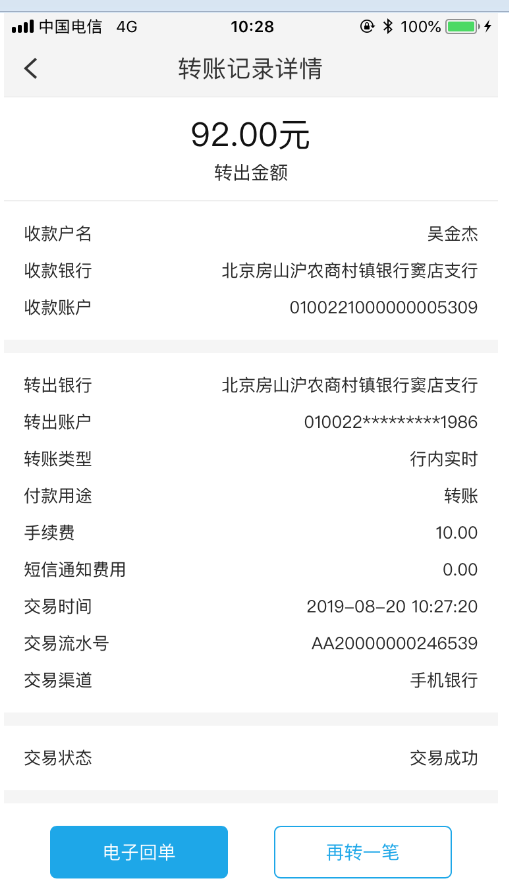 中国电信 4G 10:28 100%
转账记录详情
92.00元
转出金额
收款户名 吴金杰
收款银行 北京房山沪农商村镇银行窦店支行
收款账户 0100221000000005309
转出银行 北京房山沪农商村镇银行窦店支行
转出账户 010022*********1986
转账类型 行内实时
付款用途 转账
手续费 10.00
短信通知费用 0.00
交易时间 2019-08-20 10:27:20
交易流水号 AA20000000246539
交易渠道 手机银行
交易状态 交易成功
电子回单 再转一笔